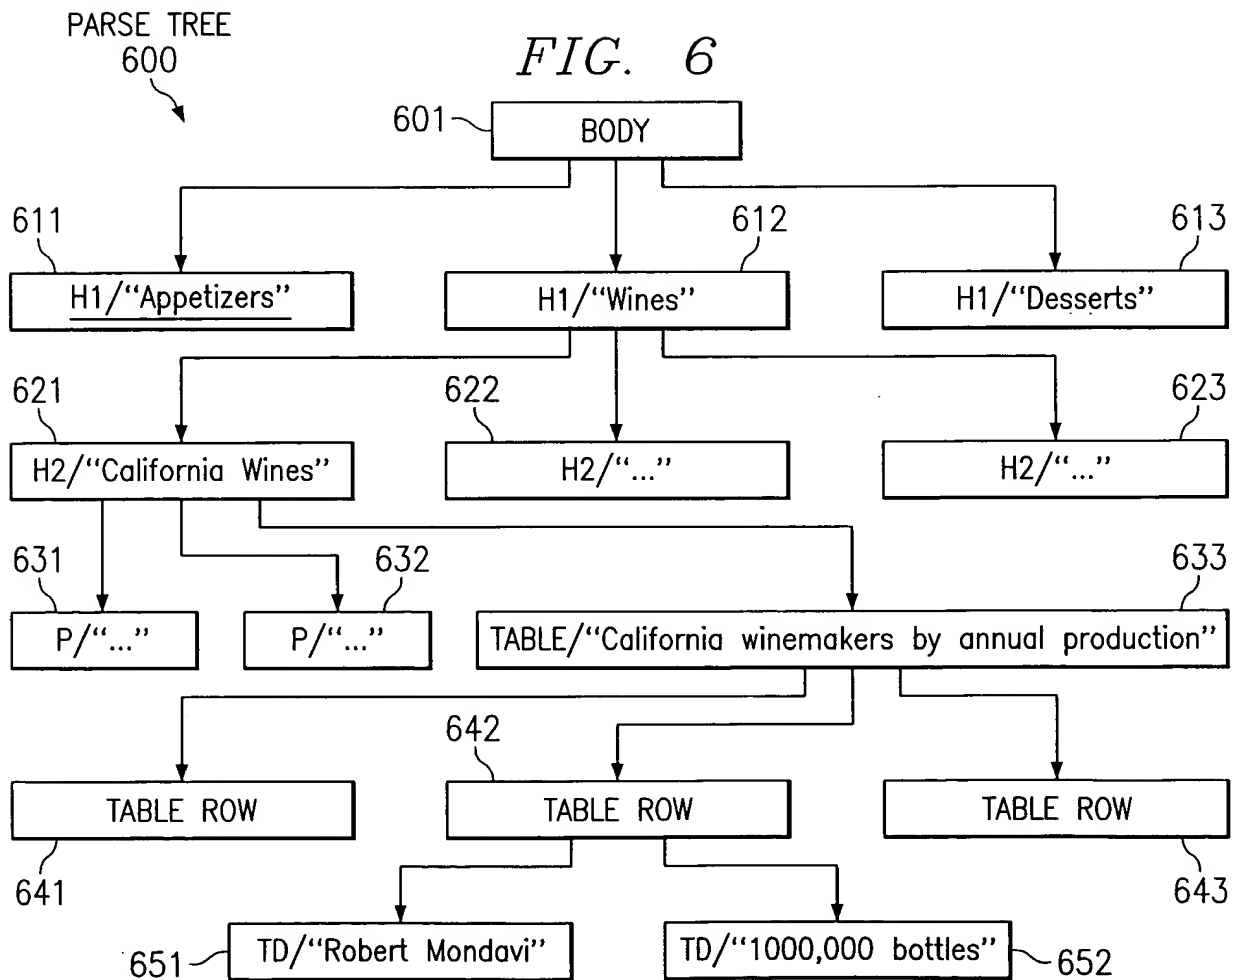 PARSE TREE
600
FIG. 6
601
BODY
611
612
613
H1/“Appetizers”
H1/“Wines”
H1/“Desserts”
621
622
623
H2/“California Wines”
H2/“...”
H2/“...”
631
632
633
P/“...”
P/“...”
TABLE/“California winemakers by annual production”
642
TABLE ROW
TABLE ROW
TABLE ROW
641
643
651
TD/“Robert Mondavi”
TD/“1000,000 bottles”
652